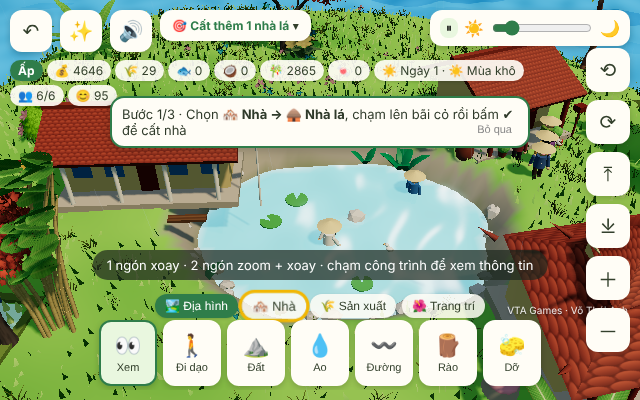 Cất thêm 1 nhà lá ▾
Ấp
4646
29
0
0
2865
0
Ngày 1 · Mùa khô
6/6
95
Bước 1/3 · Chọn Nhà → Nhà lá, chạm lên bãi cỏ rồi bấm ✔
để cất nhà
Bỏ qua
1 ngón xoay · 2 ngón zoom + xoay · chạm công trình để xem thông tin
Địa hình
Nhà
Sản xuất
Trang trí
VTA Games · Võ
Xem
Đi dạo
Đất
Ao
Đường
Rào
Dỡ